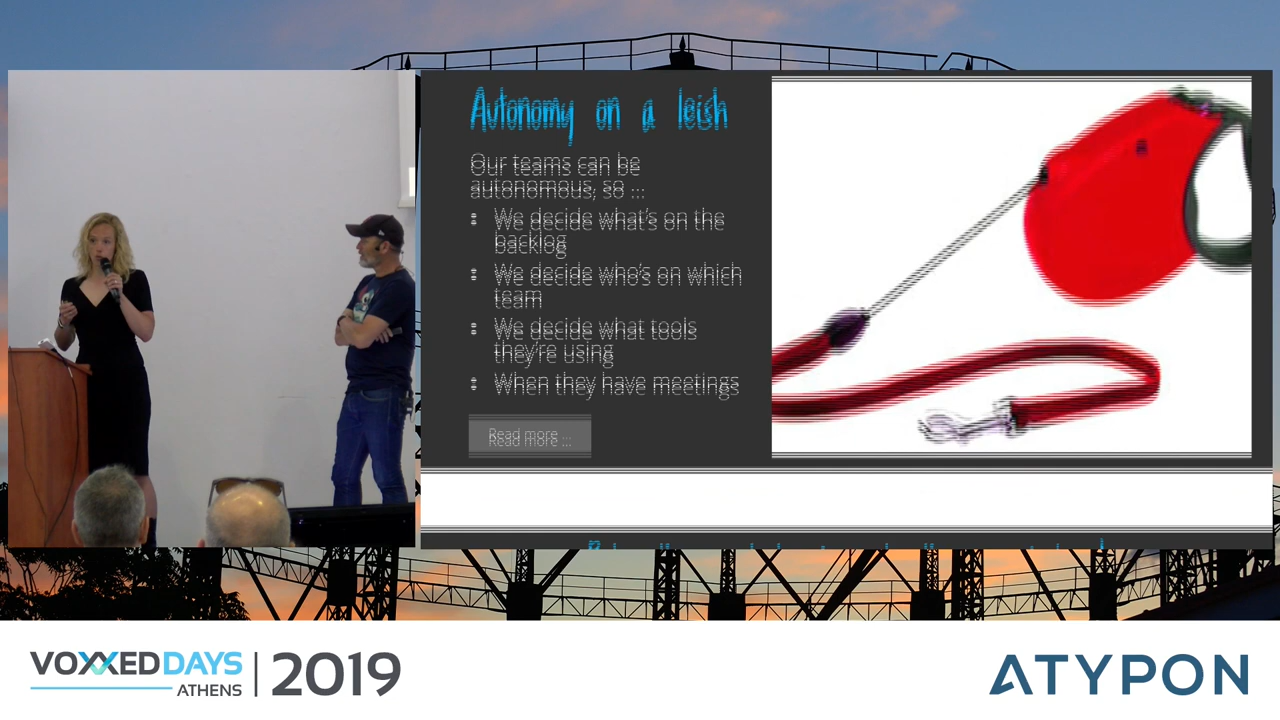 Autonomy on a leish
Our teams can be
autonomous, so ...
We decide what's on the
backlog
We decide who's on which
team
We decide what tools
they're using
When they have meetings
Read more ...
VOXXED DAYS
ATHENS
2019
ATYPON